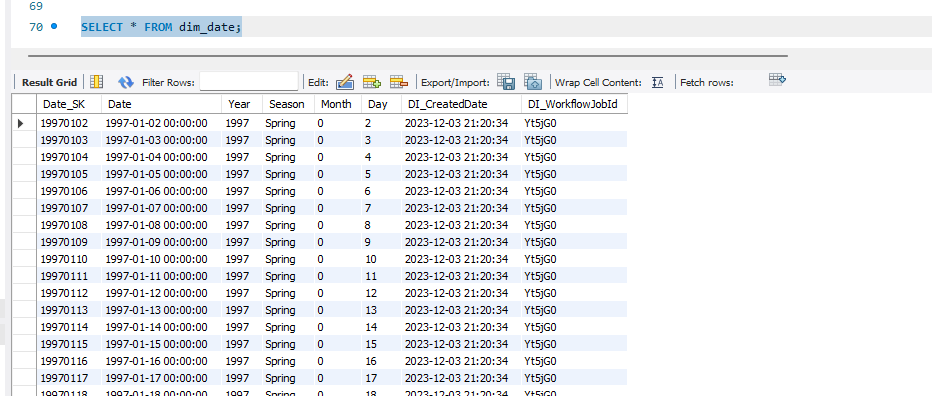 69
70 SELECT * FROM dim_date;
Result Grid Filter Rows: Edit: Export/Import: Wrap Cell Content: Fetch rows:
Date_SK Date Year Season Month Day DI_CreatedDate DI_WorkflowJobId
19970102 1997-01-02 00:00:00 1997 Spring 0 2 2023-12-03 21:20:34 Yt5jG0
19970103 1997-01-03 00:00:00 1997 Spring 0 3 2023-12-03 21:20:34 Yt5jG0
19970104 1997-01-04 00:00:00 1997 Spring 0 4 2023-12-03 21:20:34 Yt5jG0
19970105 1997-01-05 00:00:00 1997 Spring 0 5 2023-12-03 21:20:34 Yt5jG0
19970106 1997-01-06 00:00:00 1997 Spring 0 6 2023-12-03 21:20:34 Yt5jG0
19970107 1997-01-07 00:00:00 1997 Spring 0 7 2023-12-03 21:20:34 Yt5jG0
19970108 1997-01-08 00:00:00 1997 Spring 0 8 2023-12-03 21:20:34 Yt5jG0
19970109 1997-01-09 00:00:00 1997 Spring 0 9 2023-12-03 21:20:34 Yt5jG0
19970110 1997-01-10 00:00:00 1997 Spring 0 10 2023-12-03 21:20:34 Yt5jG0
19970111 1997-01-11 00:00:00 1997 Spring 0 11 2023-12-03 21:20:34 Yt5jG0
19970112 1997-01-12 00:00:00 1997 Spring 0 12 2023-12-03 21:20:34 Yt5jG0
19970113 1997-01-13 00:00:00 1997 Spring 0 13 2023-12-03 21:20:34 Yt5jG0
19970114 1997-01-14 00:00:00 1997 Spring 0 14 2023-12-03 21:20:34 Yt5jG0
19970115 1997-01-15 00:00:00 1997 Spring 0 15 2023-12-03 21:20:34 Yt5jG0
19970116 1997-01-16 00:00:00 1997 Spring 0 16 2023-12-03 21:20:34 Yt5jG0
19970117 1997-01-17 00:00:00 1997 Spring 0 17 2023-12-03 21:20:34 Yt5jG0
19970118 1997-01-18 00:00:00 1997 Spring 0 18 2023-12-03 21:20:34 Yt5jG0